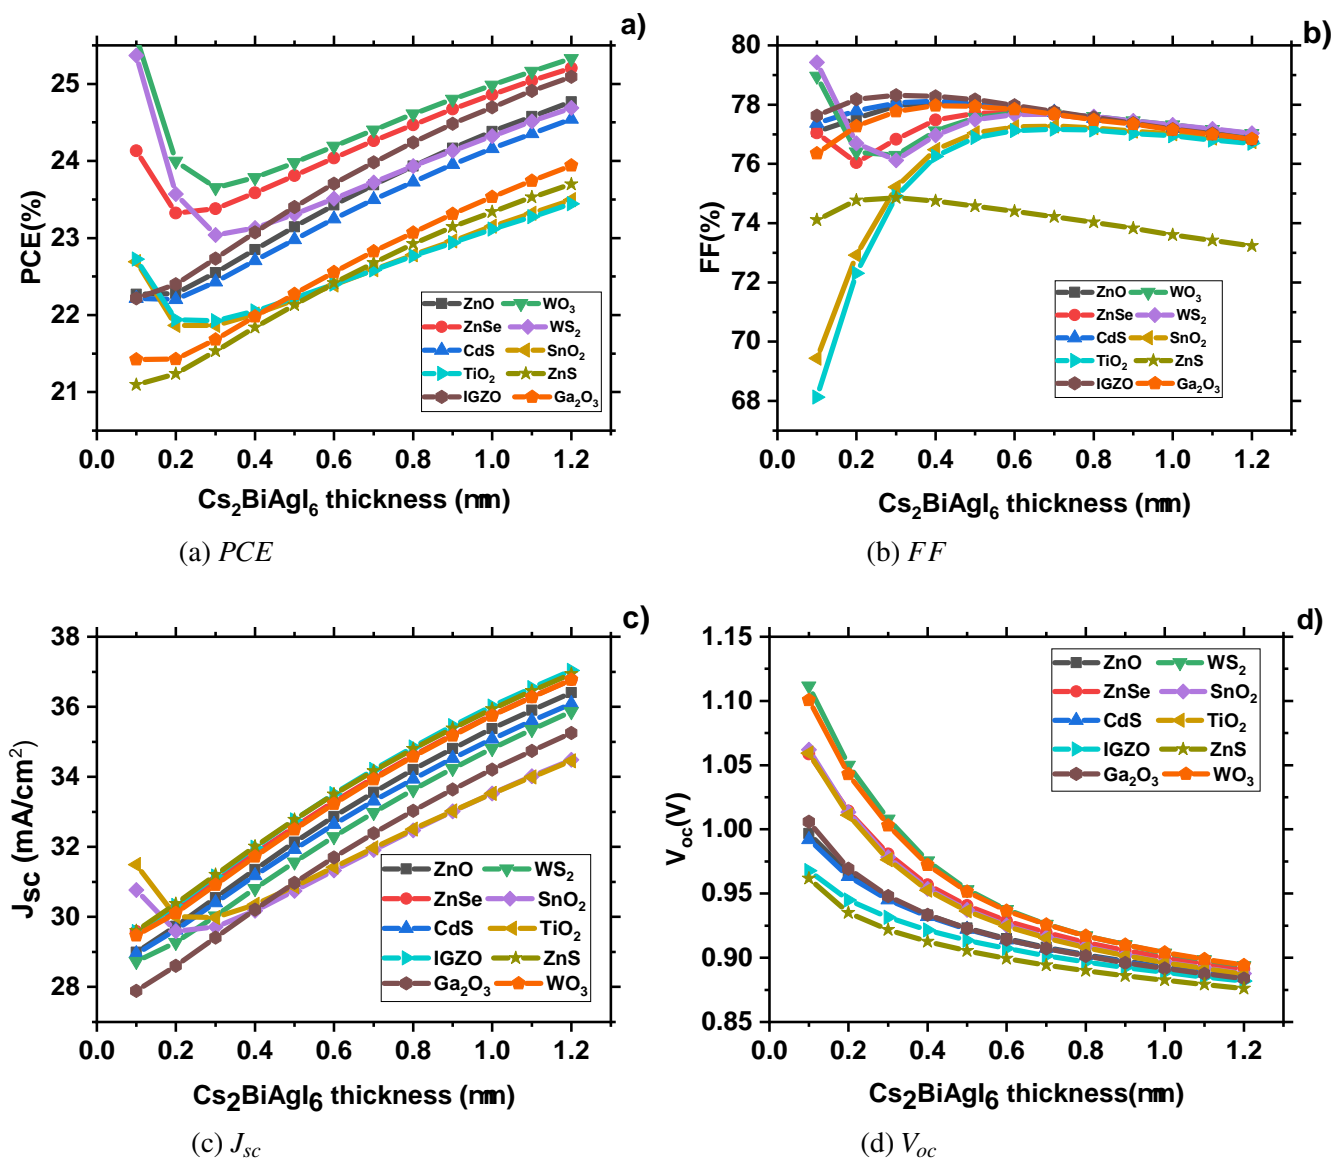 a)
PCE(%)
25
24
23
22
21
ZnO WO₃
ZnSe WS₂
CdS SnO₂
TiO₂ ZnS
IGZO Ga₂O₃
0.0 0.2 0.4 0.6 0.8 1.0 1.2
Cs₂BiAgI₆ thickness (mm)
(a) PCE
b)
FF(%)
80
78
76
74
72
70
68
ZnO WO₃
ZnSe WS₂
CdS SnO₂
TiO₂ ZnS
IGZO Ga₂O₃
0.0 0.2 0.4 0.6 0.8 1.0 1.2
Cs₂BiAgI₆ thickness (mm)
(b) FF
c)
Jsc (mA/cm²)
38
36
34
32
30
28
ZnO WS₂
ZnSe SnO₂
CdS TiO₂
IGZO ZnS
Ga₂O₃ WO₃
0.0 0.2 0.4 0.6 0.8 1.0 1.2
Cs₂BiAgI₆ thickness (mm)
(c) Jsc
d)
Voc(V)
1.15
1.10
1.05
1.00
0.95
0.90
0.85
ZnO WS₂
ZnSe SnO₂
CdS TiO₂
IGZO ZnS
Ga₂O₃ WO₃
0.0 0.2 0.4 0.6 0.8 1.0 1.2
Cs₂BiAgI₆ thickness(mm)
(d) Voc